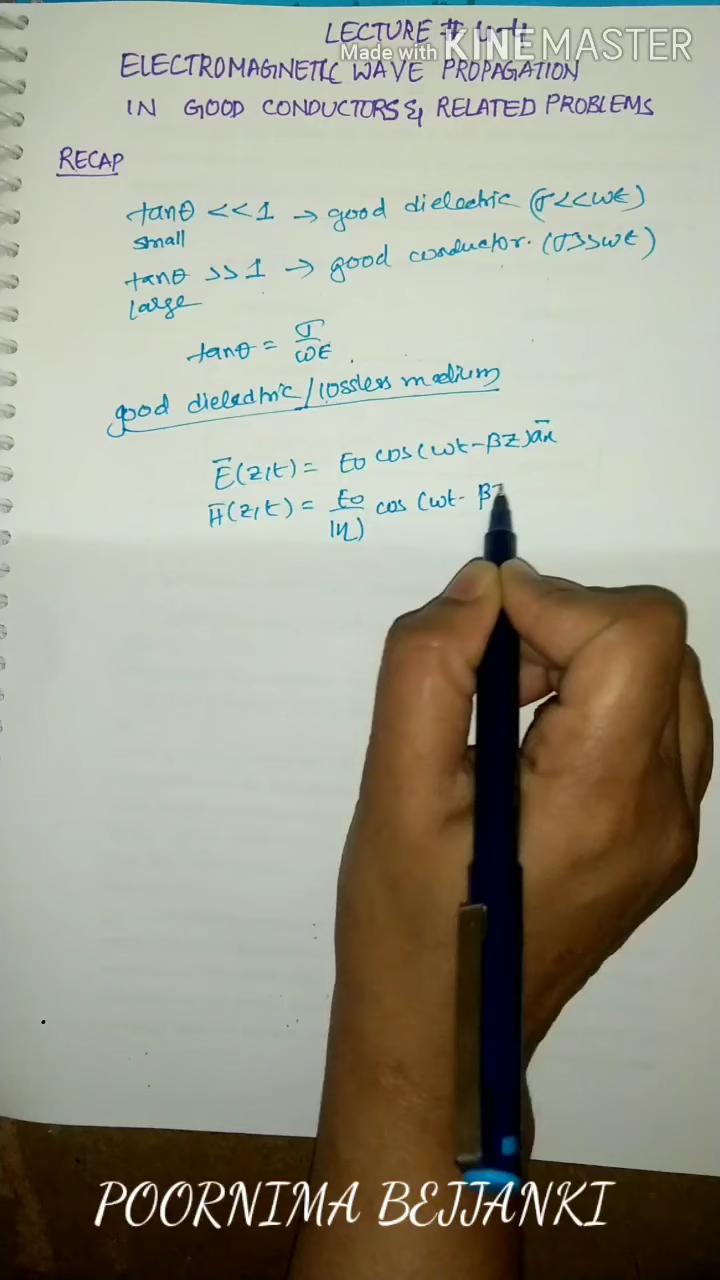 LECTURE #
Made with KINEMASTER
ELECTROMAGNETIC WAVE PROPAGATION
IN GOOD CONDUCTORS & RELATED PROBLEMS
RECAP
tanθ <<1 → good dielectric (σ<<ωε)
small
tanθ >>1 → good conductor. (σ>>ωε)
large
tanθ = σ/ωε.
good dielectric/lossless medium
Ē(z,t) = E0 cos(ωt-βz)āx
H̄(z,t) = E0/|η| cos(ωt- βz
POORNIMA BEJJANKI